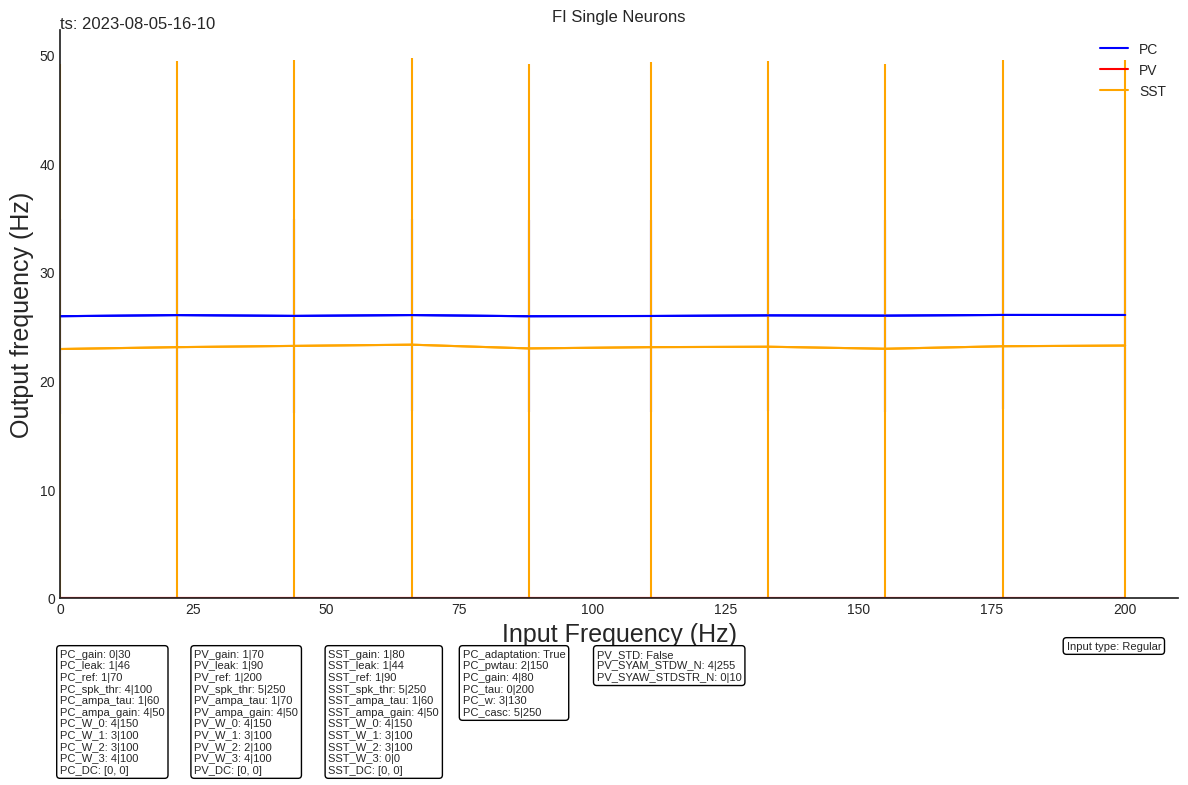 FI Single Neurons
ts: 2023-08-05-16-10
PC
PV
SST
Output frequency (Hz)
50
40
30
20
10
0
0 25 50 75 100 125 150 175 200
Input Frequency (Hz)
Input type: Regular
PC_gain: 0|30
PC_leak: 1|46
PC_ref: 1|70
PC_spk_thr: 4|100
PC_ampa_tau: 1|60
PC_ampa_gain: 4|50
PC_W_0: 4|150
PC_W_1: 3|100
PC_W_2: 3|100
PC_W_3: 4|100
PC_DC: [0, 0]
PV_gain: 1|70
PV_leak: 1|90
PV_ref: 1|200
PV_spk_thr: 5|250
PV_ampa_tau: 1|70
PV_ampa_gain: 4|50
PV_W_0: 4|150
PV_W_1: 3|100
PV_W_2: 2|100
PV_W_3: 4|100
PV_DC: [0, 0]
SST_gain: 1|80
SST_leak: 1|44
SST_ref: 1|90
SST_spk_thr: 5|250
SST_ampa_tau: 1|60
SST_ampa_gain: 4|50
SST_W_0: 4|150
SST_W_1: 3|100
SST_W_2: 3|100
SST_W_3: 0|0
SST_DC: [0, 0]
PC_adaptation: True
PC_pwtau: 2|150
PC_gain: 4|80
PC_tau: 0|200
PC_w: 3|130
PC_casc: 5|250
PV_STD: False
PV_SYAM_STDW_N: 4|255
PV_SYAW_STDSTR_N: 0|10